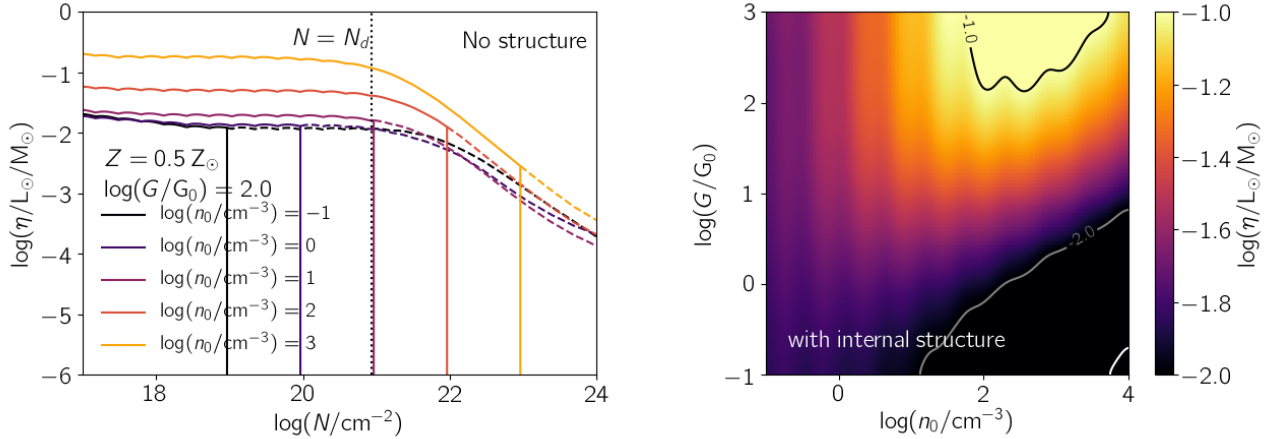 0
−1
−2
−3
−4
−5
−6
log(η/L⊙/M⊙)
N = N_d
No structure
Z = 0.5 Z⊙
log(G/G₀) = 2.0
log(n₀/cm⁻³) = −1
log(n₀/cm⁻³) = 0
log(n₀/cm⁻³) = 1
log(n₀/cm⁻³) = 2
log(n₀/cm⁻³) = 3
18 20 22 24
log(N/cm⁻²)
3
2
1
0
−1
log(G/G₀)
-1.0
-2.0
with internal structure
0 2 4
log(n₀/cm⁻³)
−1.0
−1.2
−1.4
−1.6
−1.8
−2.0
log(η/L⊙/M⊙)